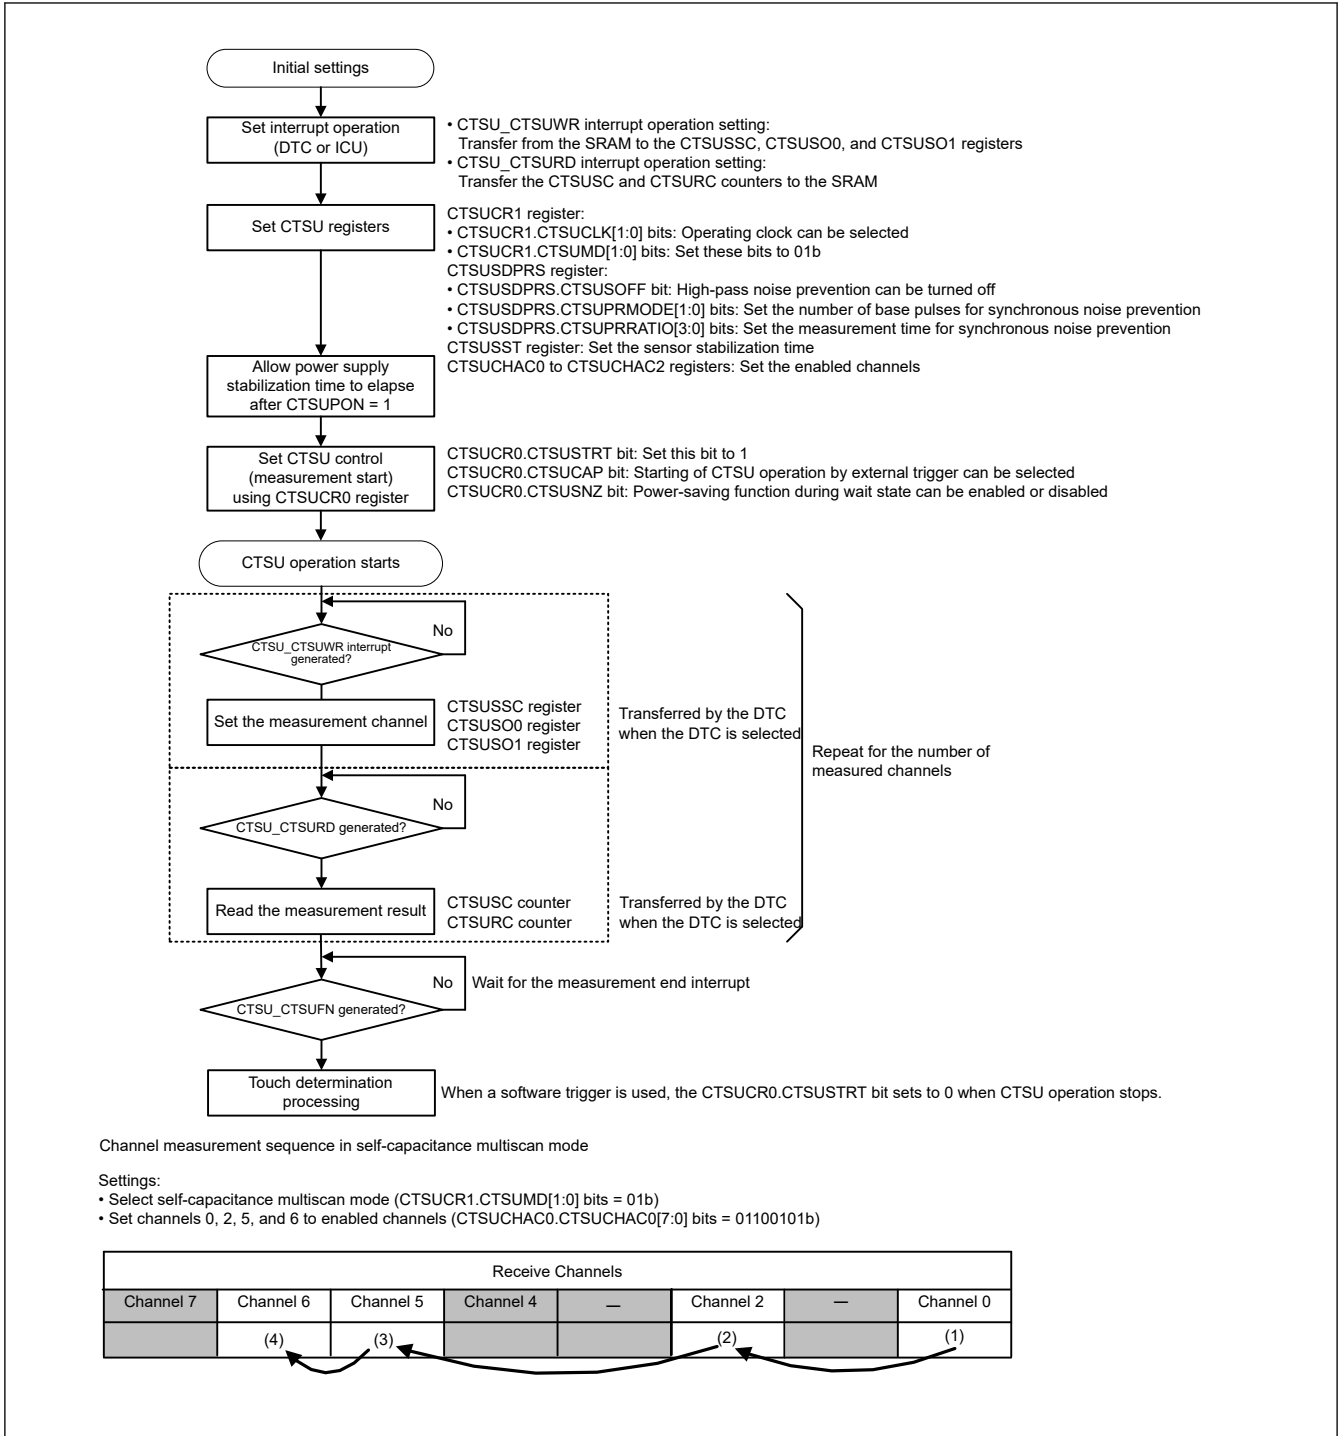 Initial settings
Set interrupt operation
(DTC or ICU)
• CTSU_CTSUWR interrupt operation setting:
Transfer from the SRAM to the CTSUSSC, CTSUSO0, and CTSUSO1 registers
• CTSU_CTSURD interrupt operation setting:
Transfer the CTSUSC and CTSURC counters to the SRAM
Set CTSU registers
CTSUCR1 register:
• CTSUCR1.CTSUCLK[1:0] bits: Operating clock can be selected
• CTSUCR1.CTSUMD[1:0] bits: Set these bits to 01b
CTSUSDPRS register:
• CTSUSDPRS.CTSUSOFF bit: High-pass noise prevention can be turned off
• CTSUSDPRS.CTSUPRMODE[1:0] bits: Set the number of base pulses for synchronous noise prevention
• CTSUSDPRS.CTSUPRRATIO[3:0] bits: Set the measurement time for synchronous noise prevention
CTSUSST register: Set the sensor stabilization time
CTSUCHAC0 to CTSUCHAC2 registers: Set the enabled channels
Allow power supply
stabilization time to elapse
after CTSUPON = 1
Set CTSU control
(measurement start)
using CTSUCR0 register
CTSUCR0.CTSUSTRT bit: Set this bit to 1
CTSUCR0.CTSUCAP bit: Starting of CTSU operation by external trigger can be selected
CTSUCR0.CTSUSNZ bit: Power-saving function during wait state can be enabled or disabled
CTSU operation starts
No
CTSU_CTSUWR interrupt
generated?
Set the measurement channel
CTSUSSC register
CTSUSO0 register
CTSUSO1 register
Transferred by the DTC
when the DTC is selected
Repeat for the number of
measured channels
No
CTSU_CTSURD generated?
Read the measurement result
CTSUSC counter
CTSURC counter
Transferred by the DTC
when the DTC is selected
No
Wait for the measurement end interrupt
CTSU_CTSUFN generated?
Touch determination
processing
When a software trigger is used, the CTSUCR0.CTSUSTRT bit sets to 0 when CTSU operation stops.
Channel measurement sequence in self-capacitance multiscan mode
Settings:
• Select self-capacitance multiscan mode (CTSUCR1.CTSUMD[1:0] bits = 01b)
• Set channels 0, 2, 5, and 6 to enabled channels (CTSUCHAC0.CTSUCHAC0[7:0] bits = 01100101b)
Receive Channels
Channel 7 Channel 6 Channel 5 Channel 4 — Channel 2 — Channel 0
(4) (3) (2) (1)